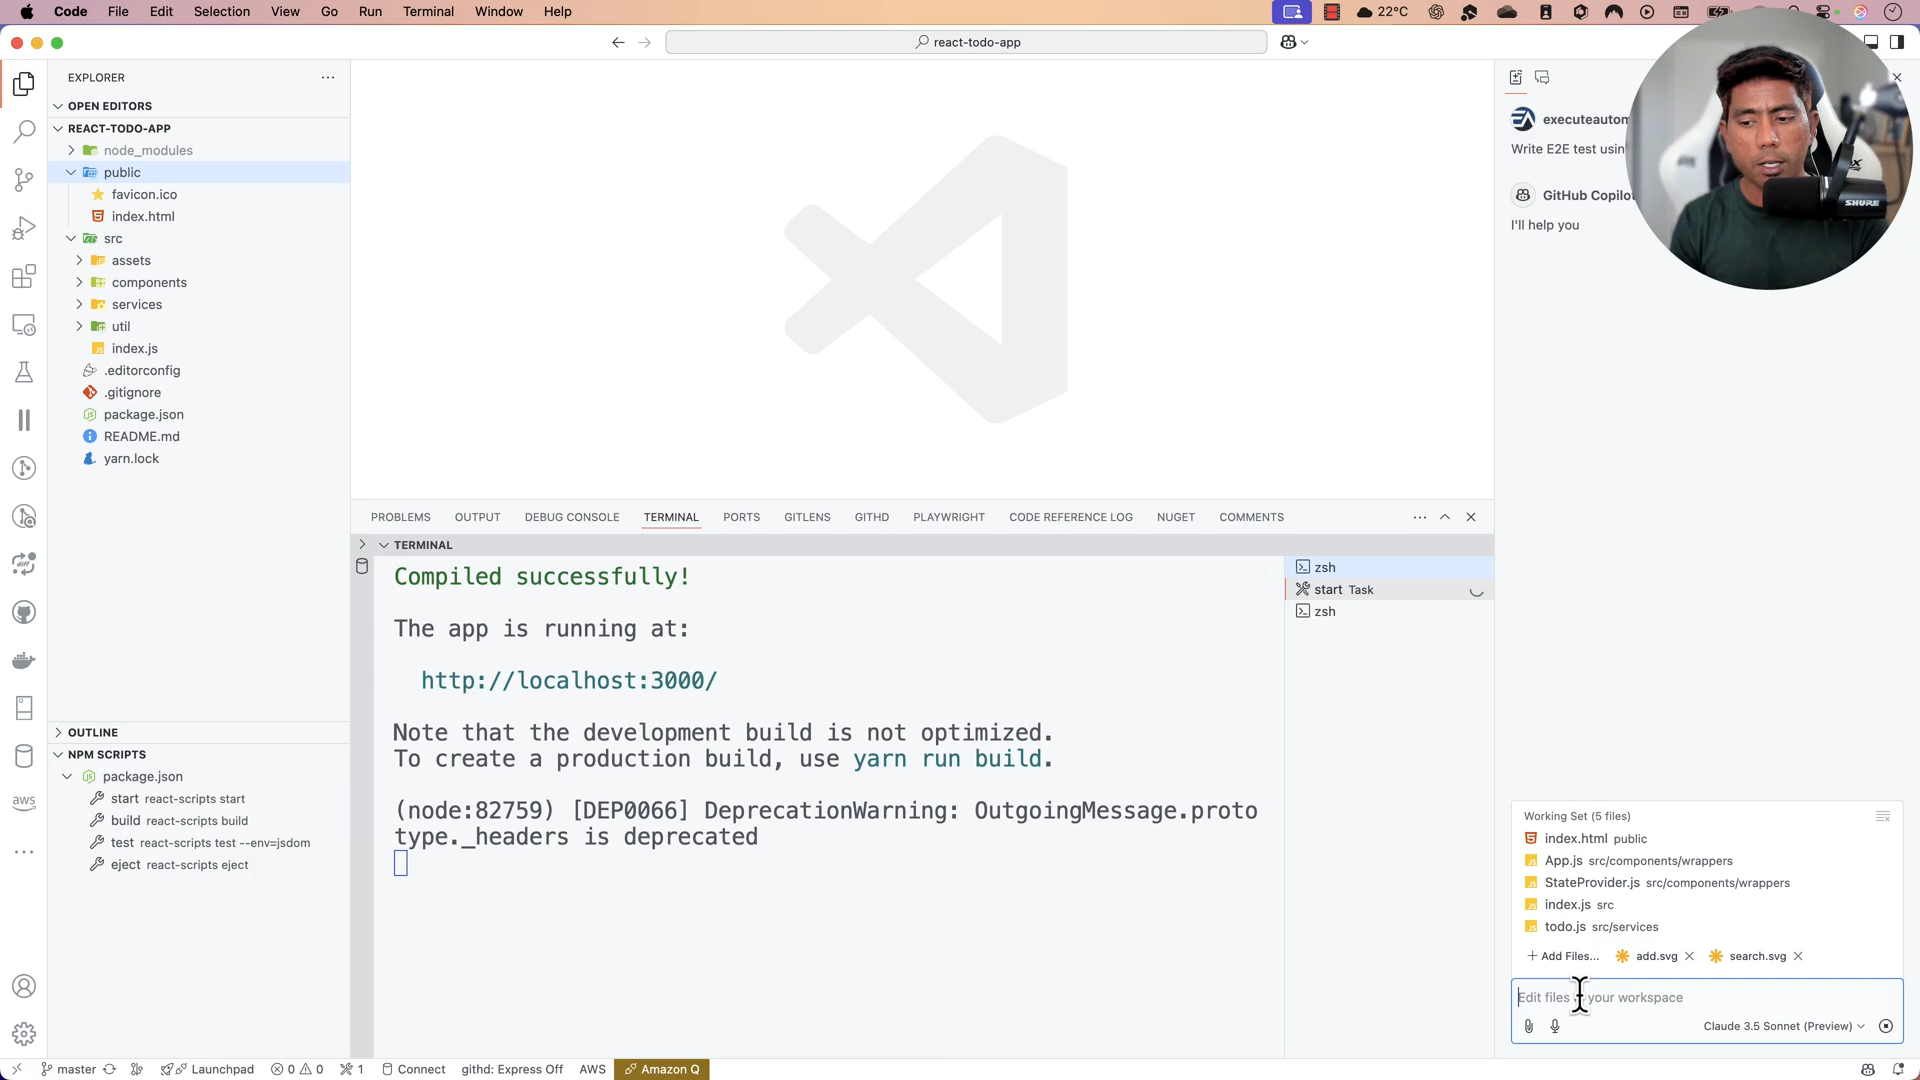 Code File Edit Selection View Go Run Terminal Window Help
22°C
react-todo-app
EXPLORER
OPEN EDITORS
REACT-TODO-APP
node_modules
public
favicon.ico
index.html
src
assets
components
services
util
index.js
.editorconfig
.gitignore
package.json
README.md
yarn.lock
OUTLINE
NPM SCRIPTS
package.json
start react-scripts start
build react-scripts build
test react-scripts test --env=jsdom
eject react-scripts eject
aws
PROBLEMS OUTPUT DEBUG CONSOLE TERMINAL PORTS GITLENS GITHD PLAYWRIGHT CODE REFERENCE LOG NUGET COMMENTS
TERMINAL
Compiled successfully!
The app is running at:
http://localhost:3000/
Note that the development build is not optimized.
To create a production build, use yarn run build.
(node:82759) [DEP0066] DeprecationWarning: OutgoingMessage.proto
type._headers is deprecated
zsh
start Task
zsh
executeautom
Write E2E test usin
GitHub Copilot
I'll help you
SHURE
Working Set (5 files)
index.html public
App.js src/components/wrappers
StateProvider.js src/components/wrappers
index.js src
todo.js src/services
Add Files... add.svg search.svg
Edit files your workspace
Claude 3.5 Sonnet (Preview)
master Launchpad 0 0 1 Connect githd: Express Off AWS Amazon Q